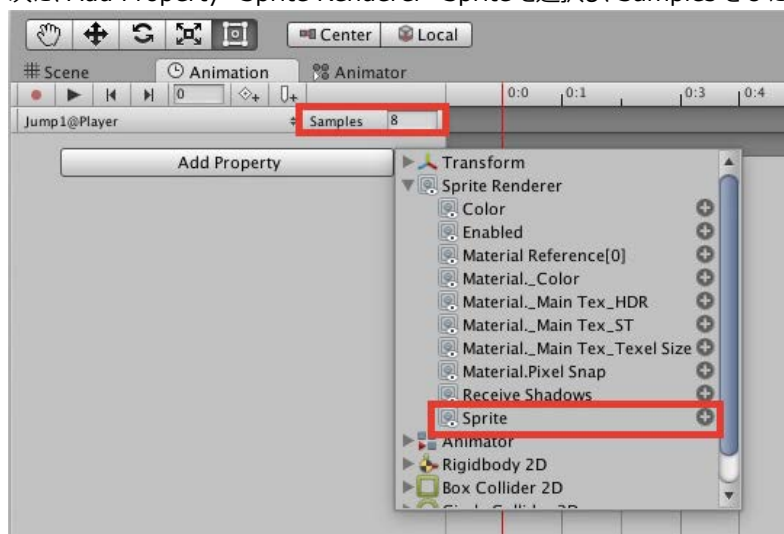 Center Local
Scene Animation Animator
0 0:0 0:1 0:3 0:4
Jump1@Player Samples 8
Add Property
Transform
Sprite Renderer
Color
Enabled
Material Reference[0]
Material._Color
Material._Main Tex_HDR
Material._Main Tex_ST
Material._Main Tex_Texel Size
Material.Pixel Snap
Receive Shadows
Sprite
Animator
Rigidbody 2D
Box Collider 2D